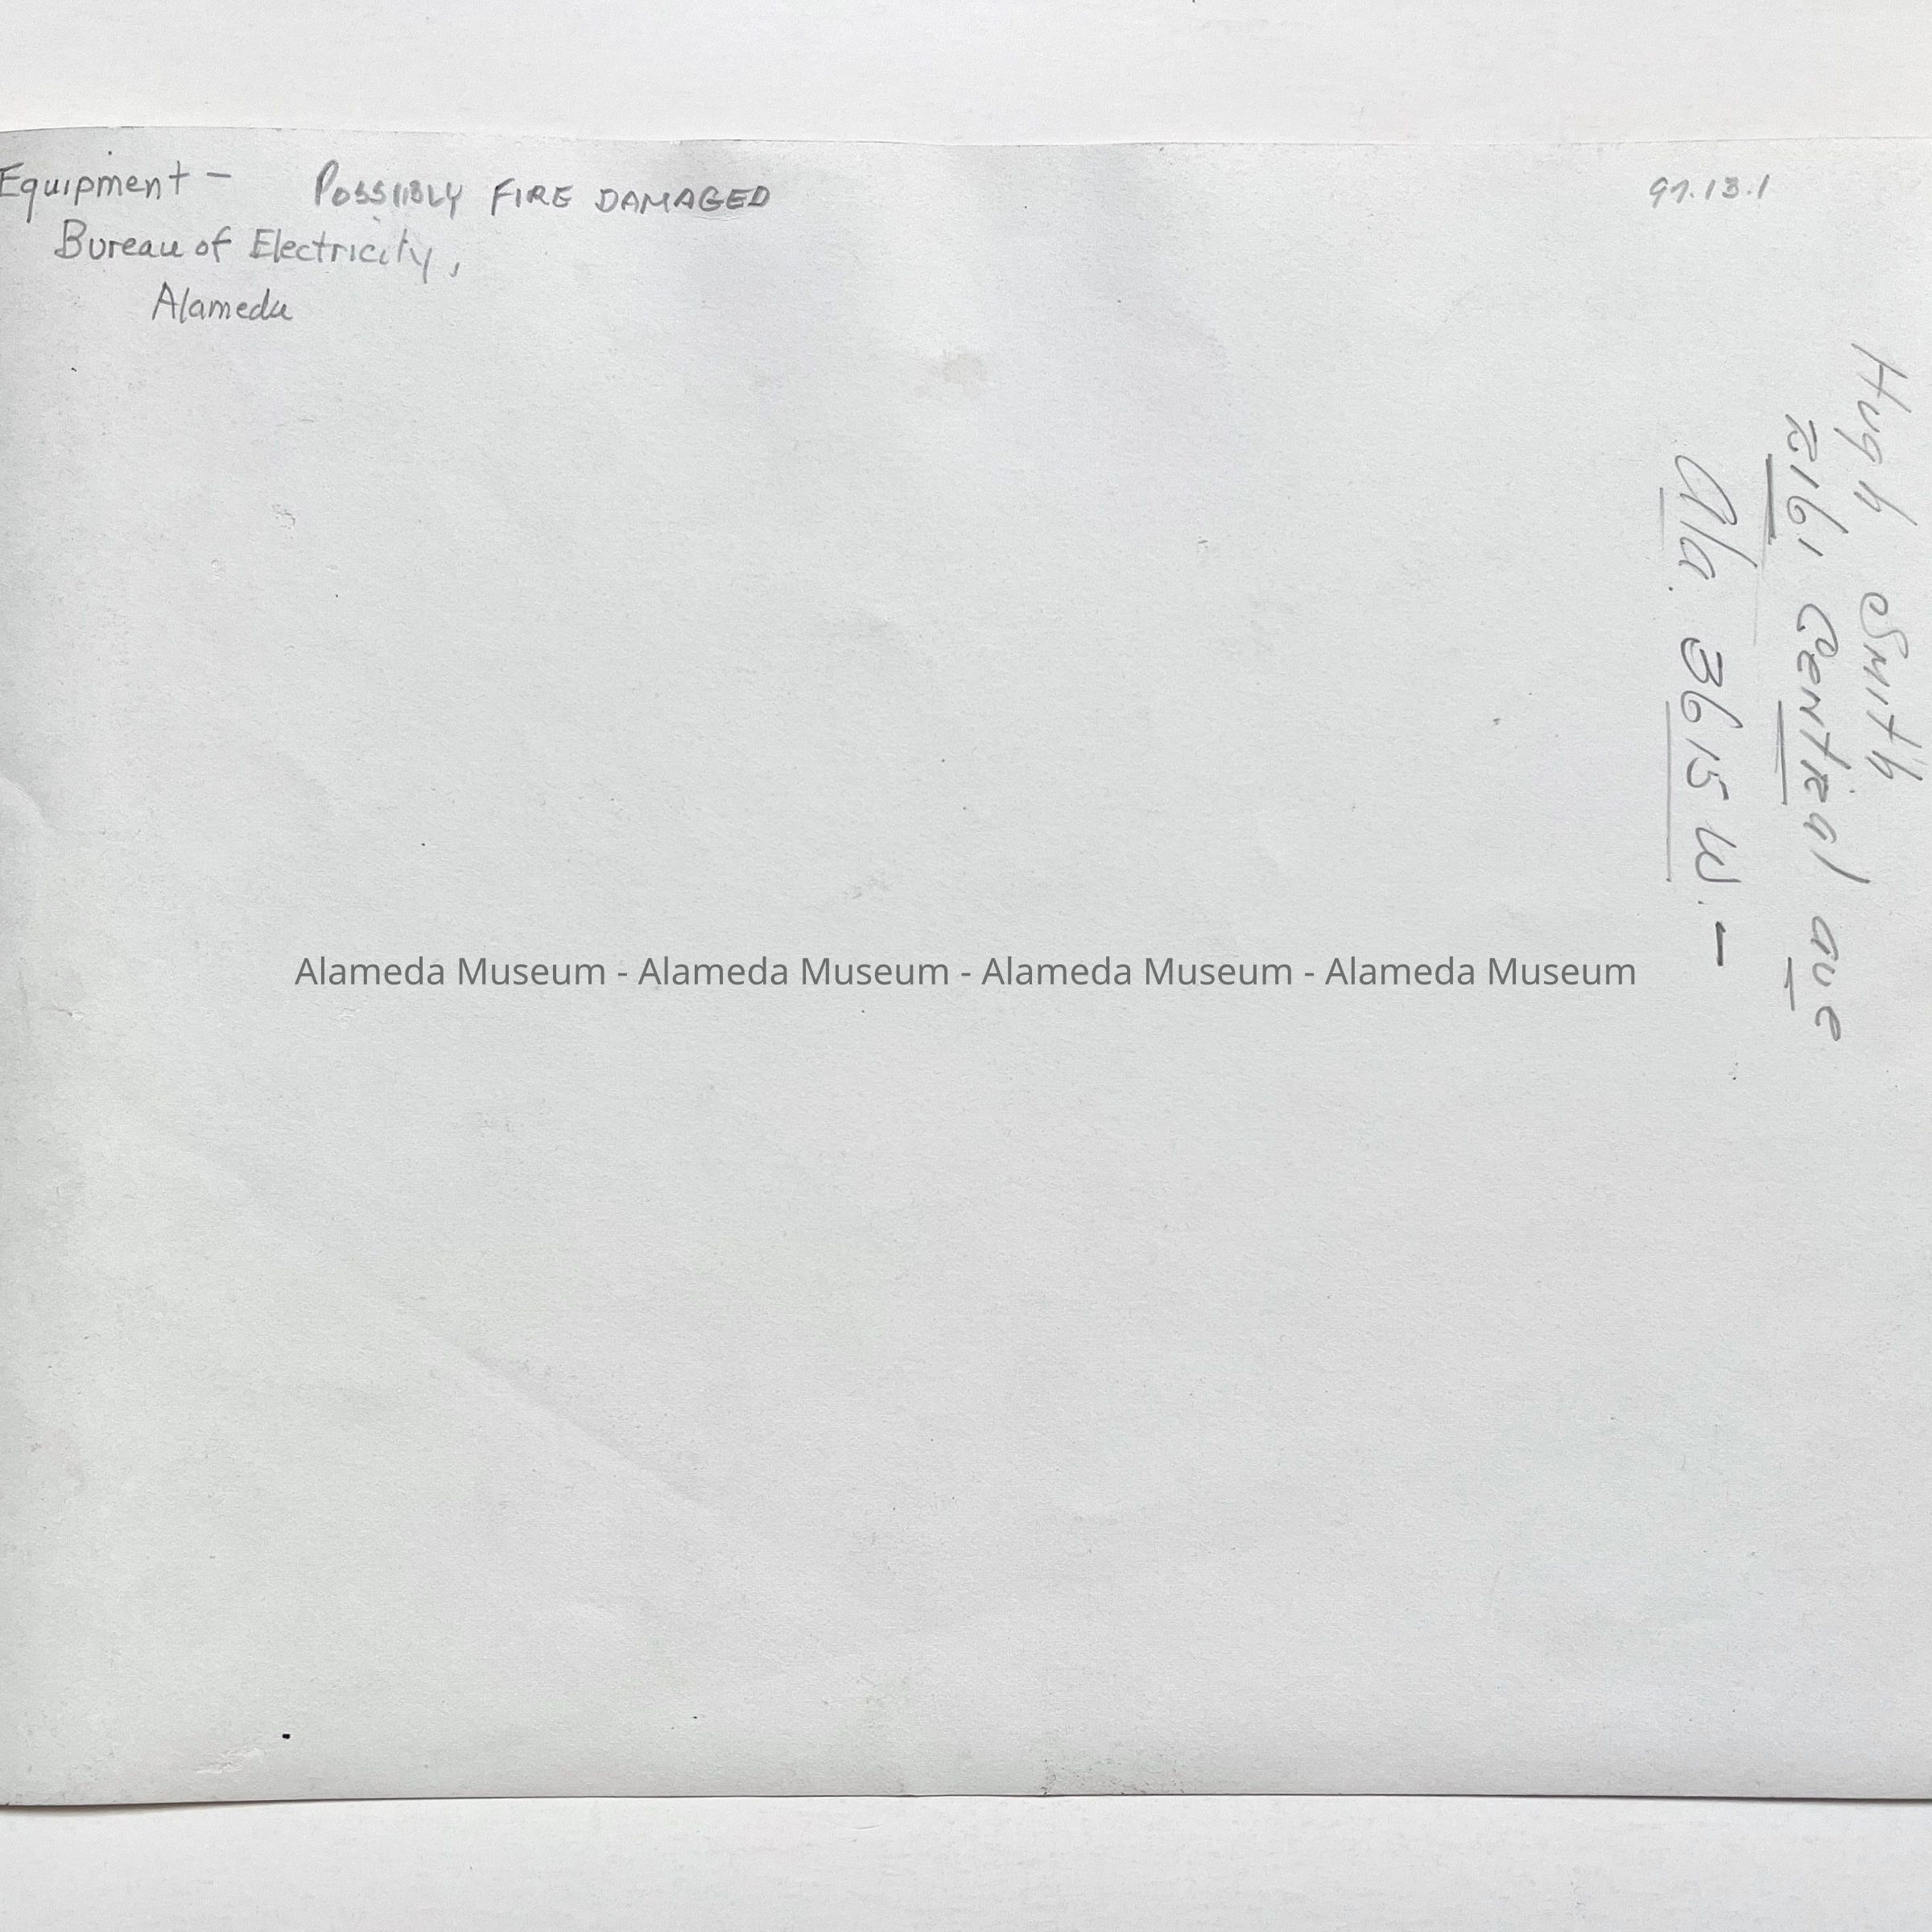 Equipment - POSSIBLY FIRE DAMAGED
Bureau of Electricity,
Alameda
97.13.1
Hugh Smith
Central ave
Ala. 3615 W. -
Alameda Museum - Alameda Museum - Alameda Museum - Alameda Museum